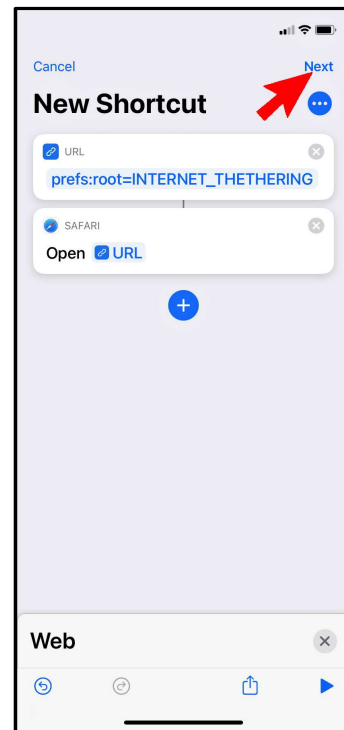 Cancel
Next
New Shortcut
URL
prefs:root=INTERNET_THETHERING
SAFARI
Open URL
Web